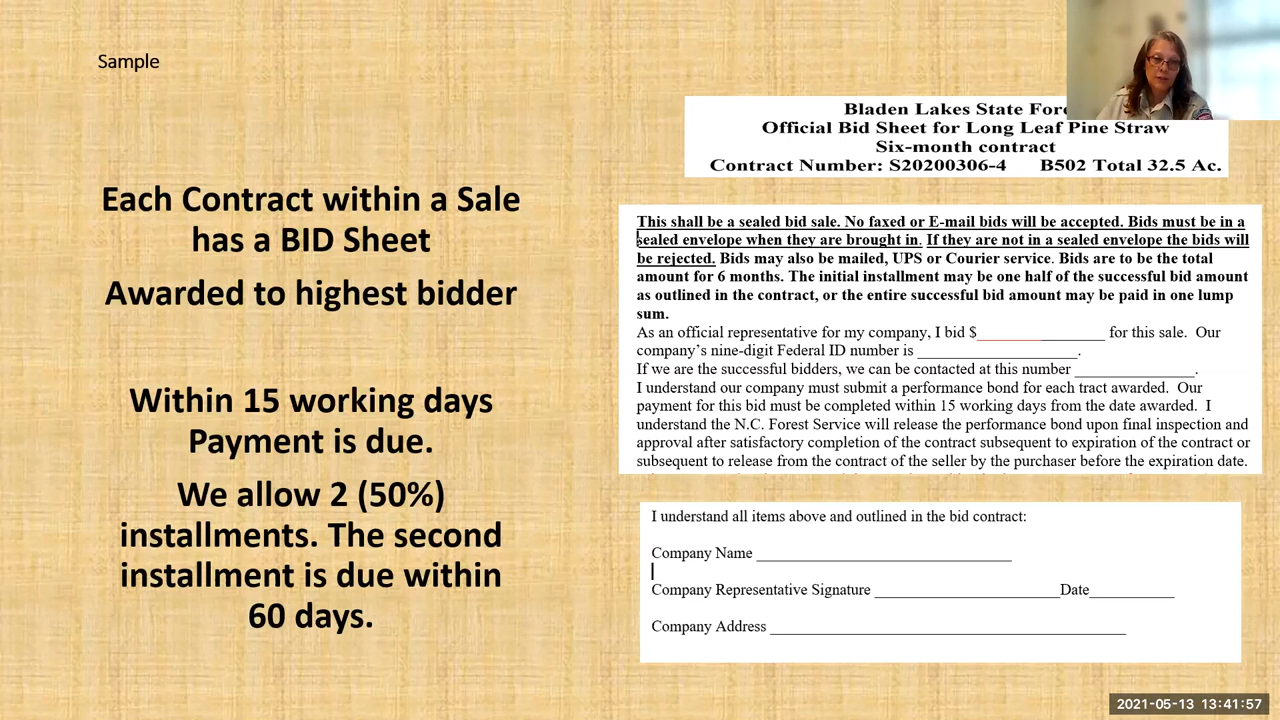 Sample
Each Contract within a Sale
has a BID Sheet
Awarded to highest bidder
Within 15 working days
Payment is due.
We allow 2 (50%)
installments. The second
installment is due within
60 days.
Bladen Lakes State
Official Bid Sheet for Long Leaf Pine Straw
Six-month contract
Contract Number: S20200306-4 B502 Total 32.5 Ac.
This shall be a sealed bid sale. No faxed or E-mail bids will be accepted. Bids must be in a
sealed envelope when they are brought in. If they are not in a sealed envelope the bids will
be rejected. Bids may also be mailed, UPS or Courier service. Bids are to be the total
amount for 6 months. The initial installment may be one half of the successful bid amount
as outlined in the contract, or the entire successful bid amount may be paid in one lump
sum.
As an official representative for my company, I bid $_________________ for this sale. Our
company's nine-digit Federal ID number is _____________________.
If we are the successful bidders, we can be contacted at this number ________________.
I understand our company must submit a performance bond for each tract awarded. Our
payment for this bid must be completed within 15 working days from the date awarded. I
understand the N.C. Forest Service will release the performance bond upon final inspection and
approval after satisfactory completion of the contract subsequent to expiration of the contract or
subsequent to release from the contract of the seller by the purchaser before the expiration date.
I understand all items above and outlined in the bid contract:
Company Name __________________________________
Company Representative Signature _________________________Date___________
Company Address _______________________________________________
2021-05-13 13:41:57